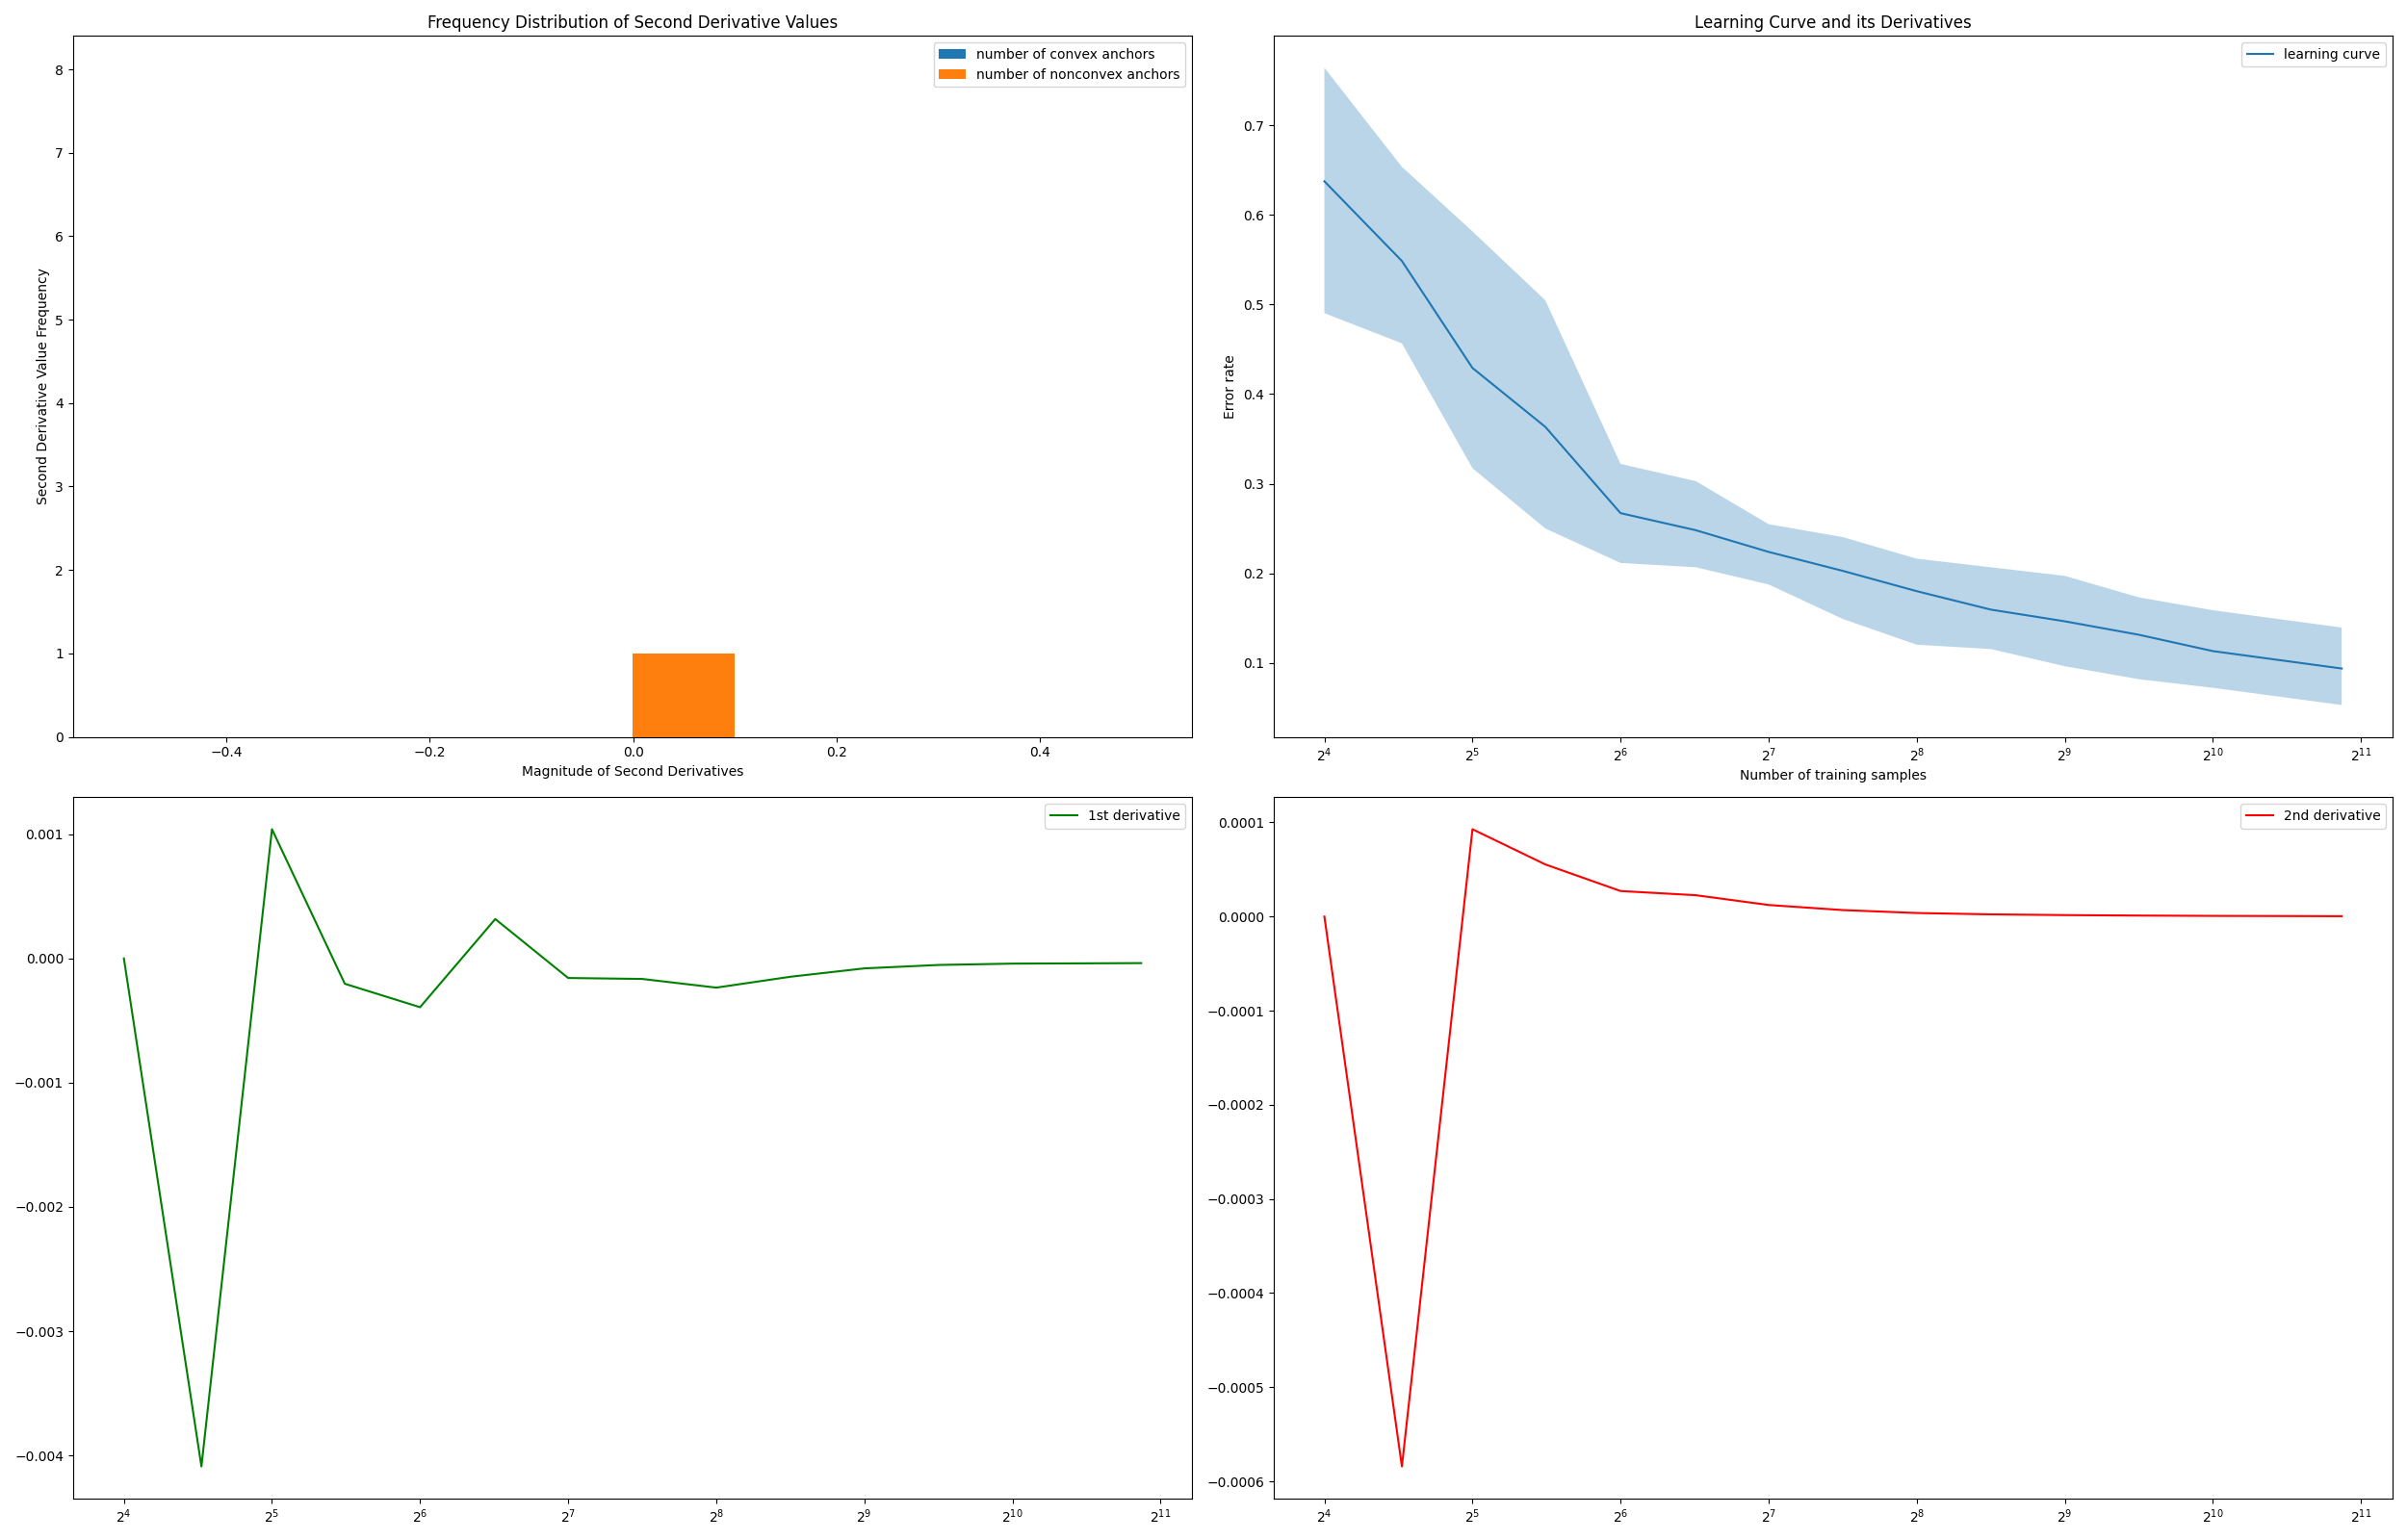 Frequency Distribution of Second Derivative Values
number of convex anchors
number of nonconvex anchors
8
7
6
5
4
3
2
1
0
Second Derivative Value Frequency
−0.4 −0.2 0.0 0.2 0.4
Magnitude of Second Derivatives
Learning Curve and its Derivatives
learning curve
0.7
0.6
0.5
0.4
0.3
0.2
0.1
Error rate
2^4 2^5 2^6 2^7 2^8 2^9 2^10 2^11
Number of training samples
1st derivative
0.001
0.000
−0.001
−0.002
−0.003
−0.004
2^4 2^5 2^6 2^7 2^8 2^9 2^10 2^11
2nd derivative
0.0001
0.0000
−0.0001
−0.0002
−0.0003
−0.0004
−0.0005
−0.0006
2^4 2^5 2^6 2^7 2^8 2^9 2^10 2^11